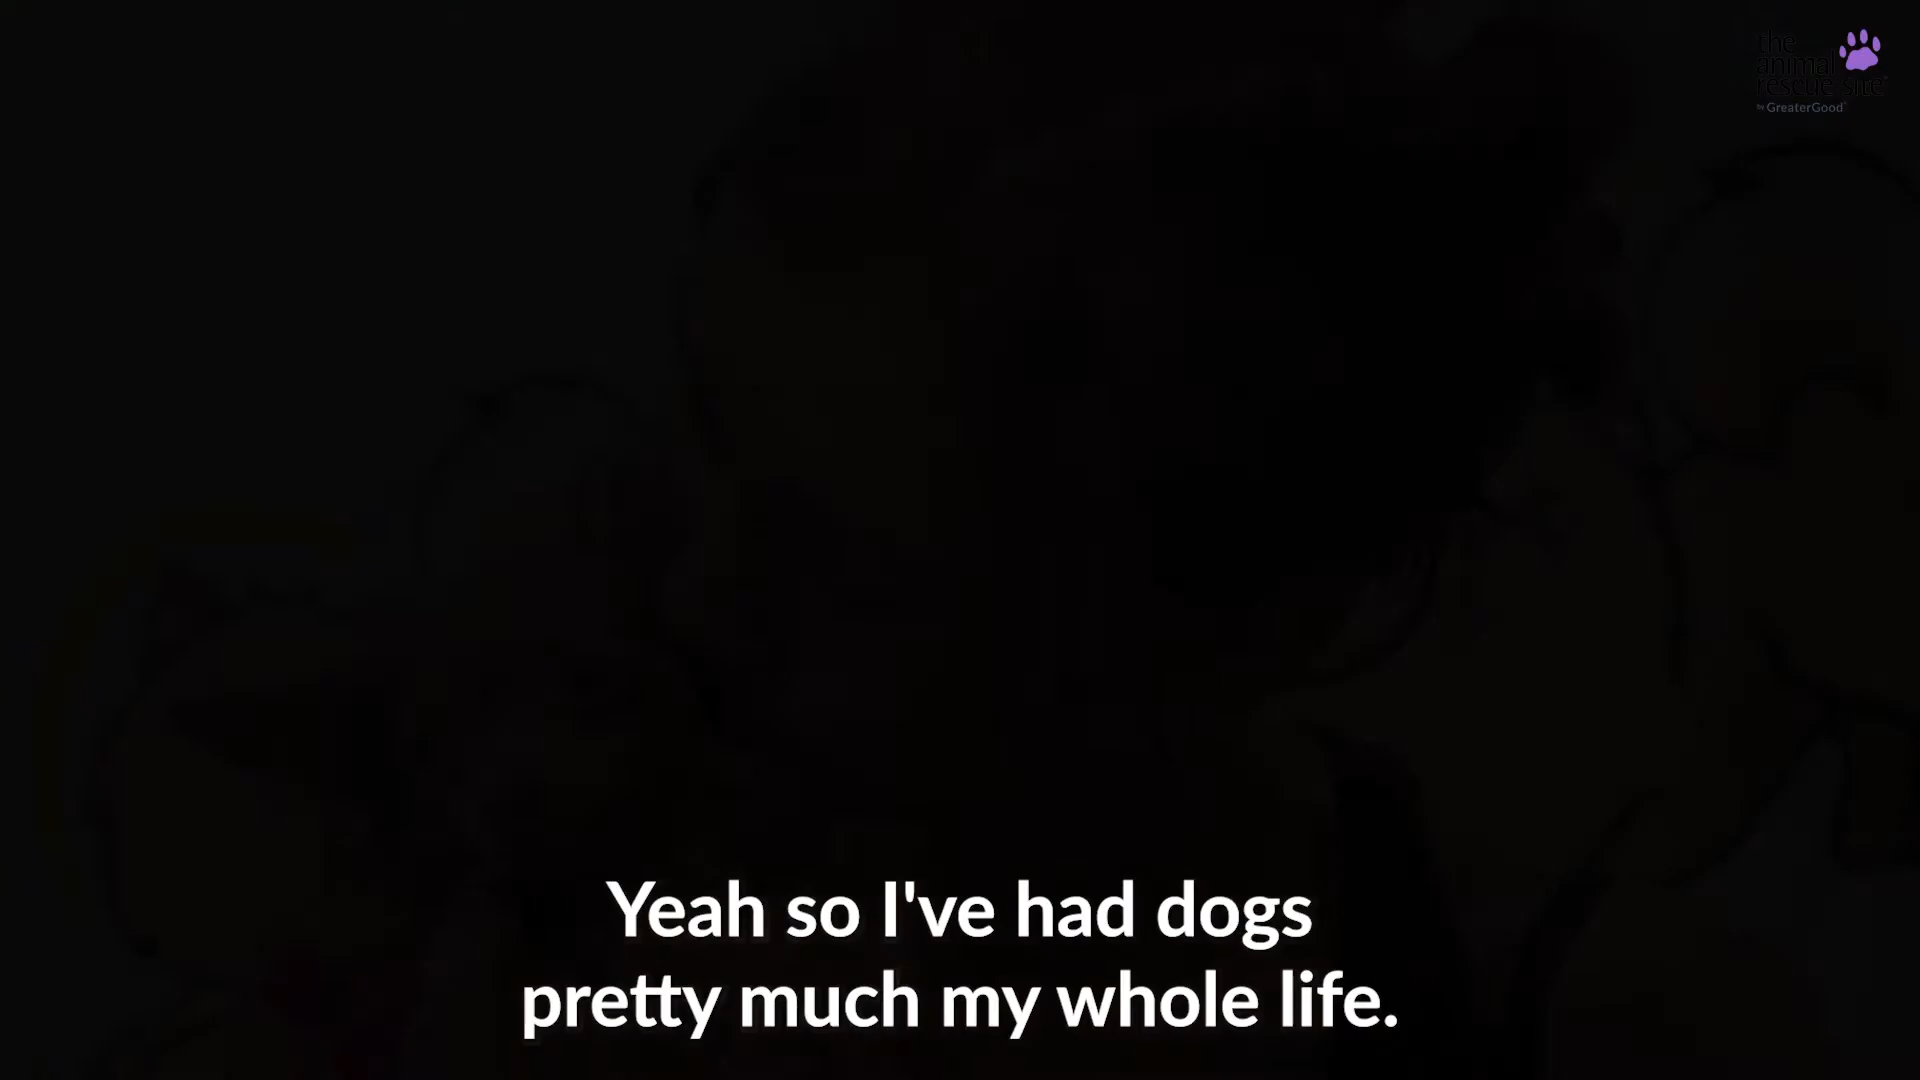 the
animal
rescue site
by GreaterGood
Yeah so I've had dogs
pretty much my whole life.